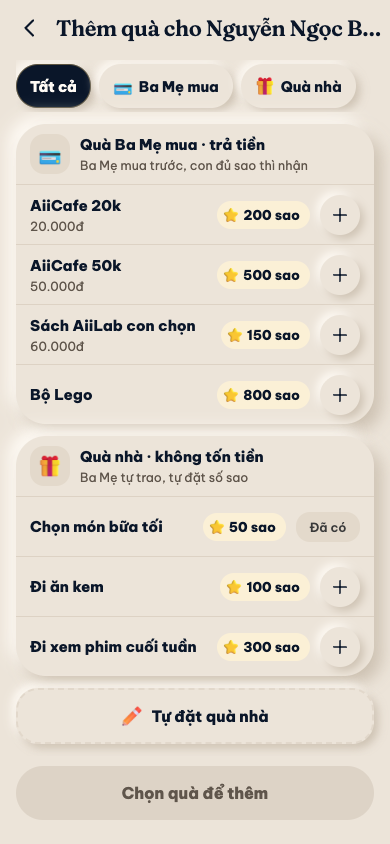 Thêm quà cho Nguyễn Ngọc B...
Tất cả
Ba Mẹ mua
Quà nhà
Quà Ba Mẹ mua · trả tiền
Ba Mẹ mua trước, con đủ sao thì nhận
AiiCafe 20k
20.000đ
200 sao
AiiCafe 50k
50.000đ
500 sao
Sách AiiLab con chọn
60.000đ
150 sao
Bộ Lego
800 sao
Quà nhà · không tốn tiền
Ba Mẹ tự trao, tự đặt số sao
Chọn món bữa tối
50 sao
Đã có
Đi ăn kem
100 sao
Đi xem phim cuối tuần
300 sao
Tự đặt quà nhà
Chọn quà để thêm